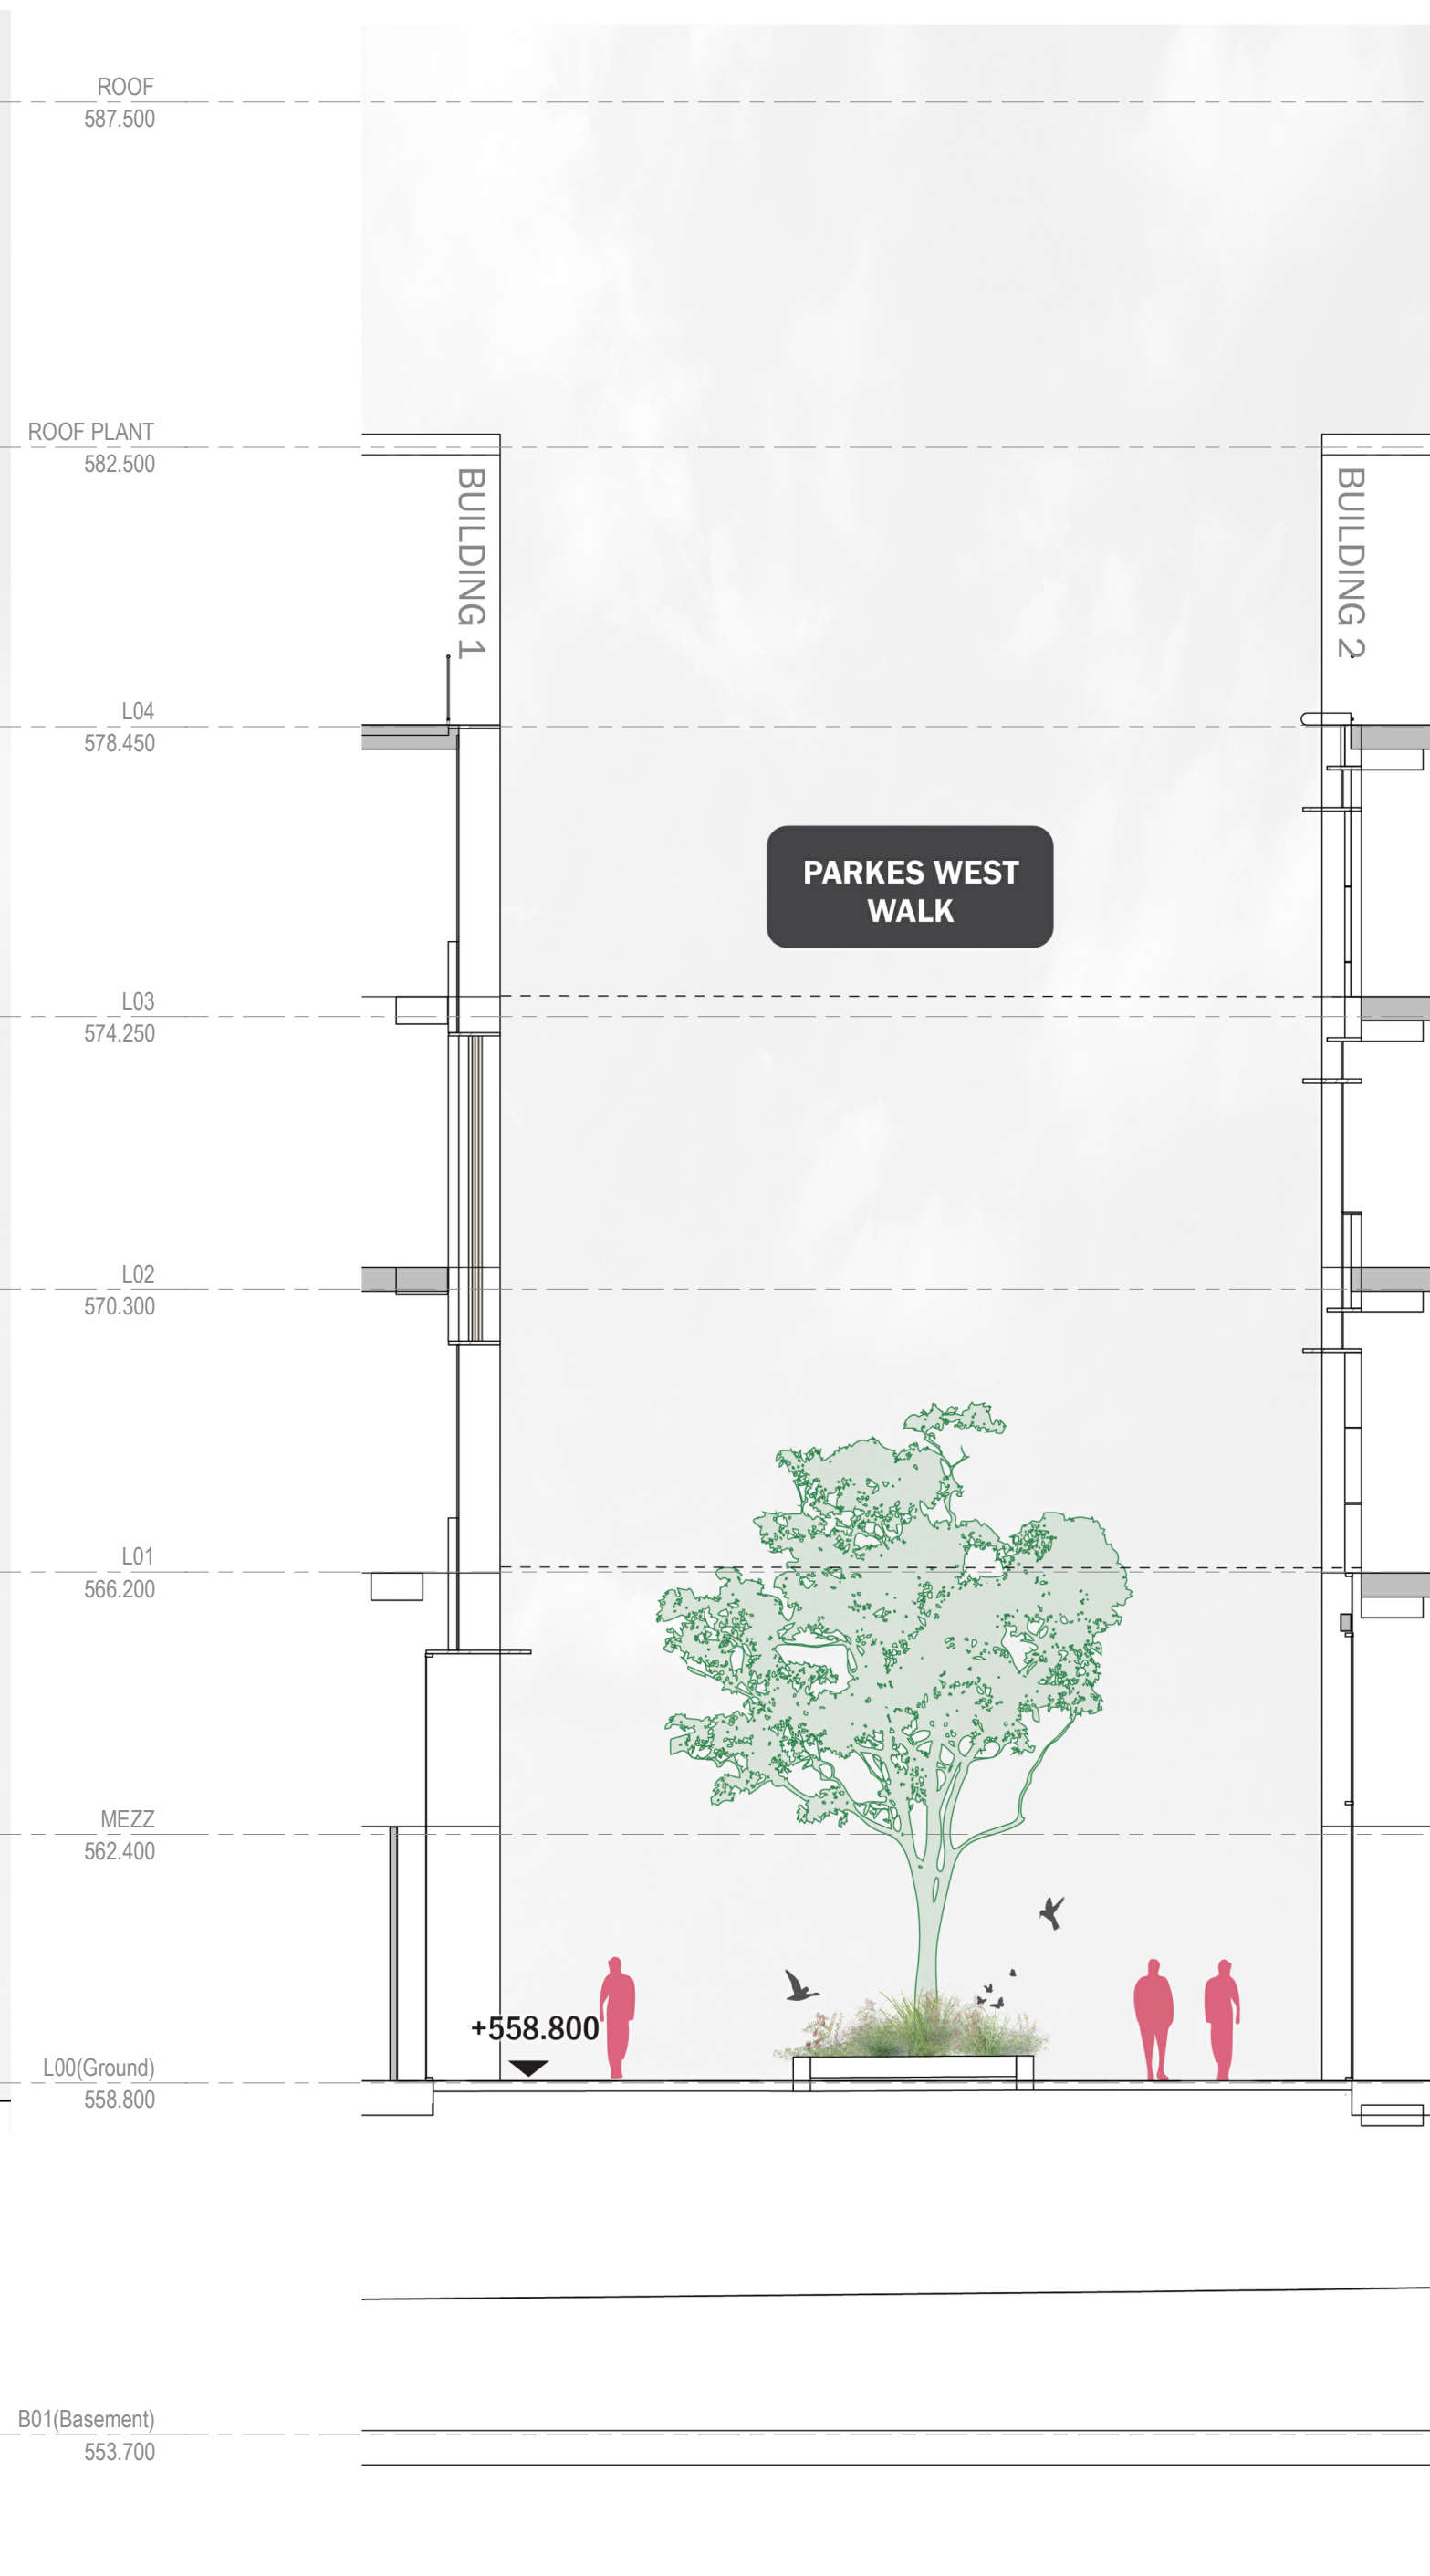 ROOF
587.500
ROOF PLANT
582.500
BUILDING 1
BUILDING 2
L04
578.450
PARKES WEST
WALK
L03
574.250
L02
570.300
L01
566.200
MEZZ
562.400
+558.800
L00(Ground)
558.800
B01(Basement)
553.700